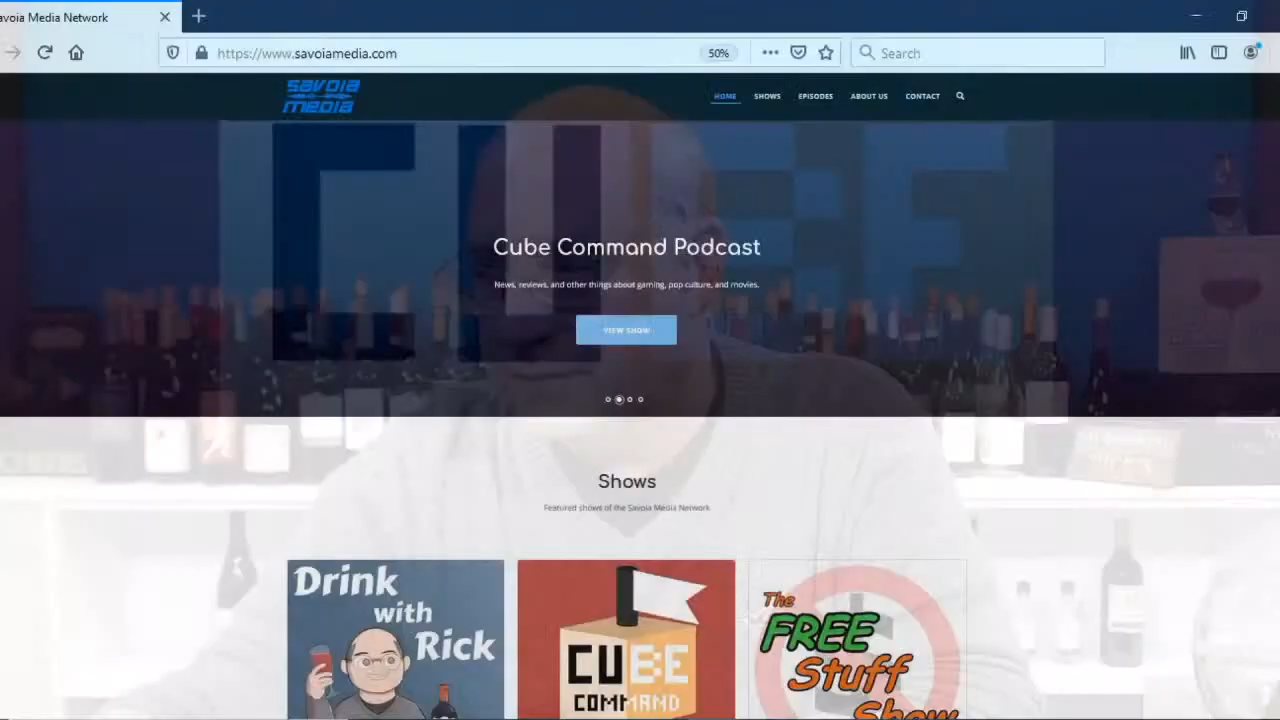 avoia Media Network
https://www.savoiamedia.com
50%
Search
savoia
media
HOME
SHOWS
EPISODES
ABOUT US
CONTACT
CUBE
Cube Command Podcast
News, reviews, and other things about gaming, pop culture, and movies.
VIEW SHOW
Shows
Featured shows of the Savoia Media Network
Drink
with
Rick
CUBE
COMMAND
The
FREE
Stuff
Show